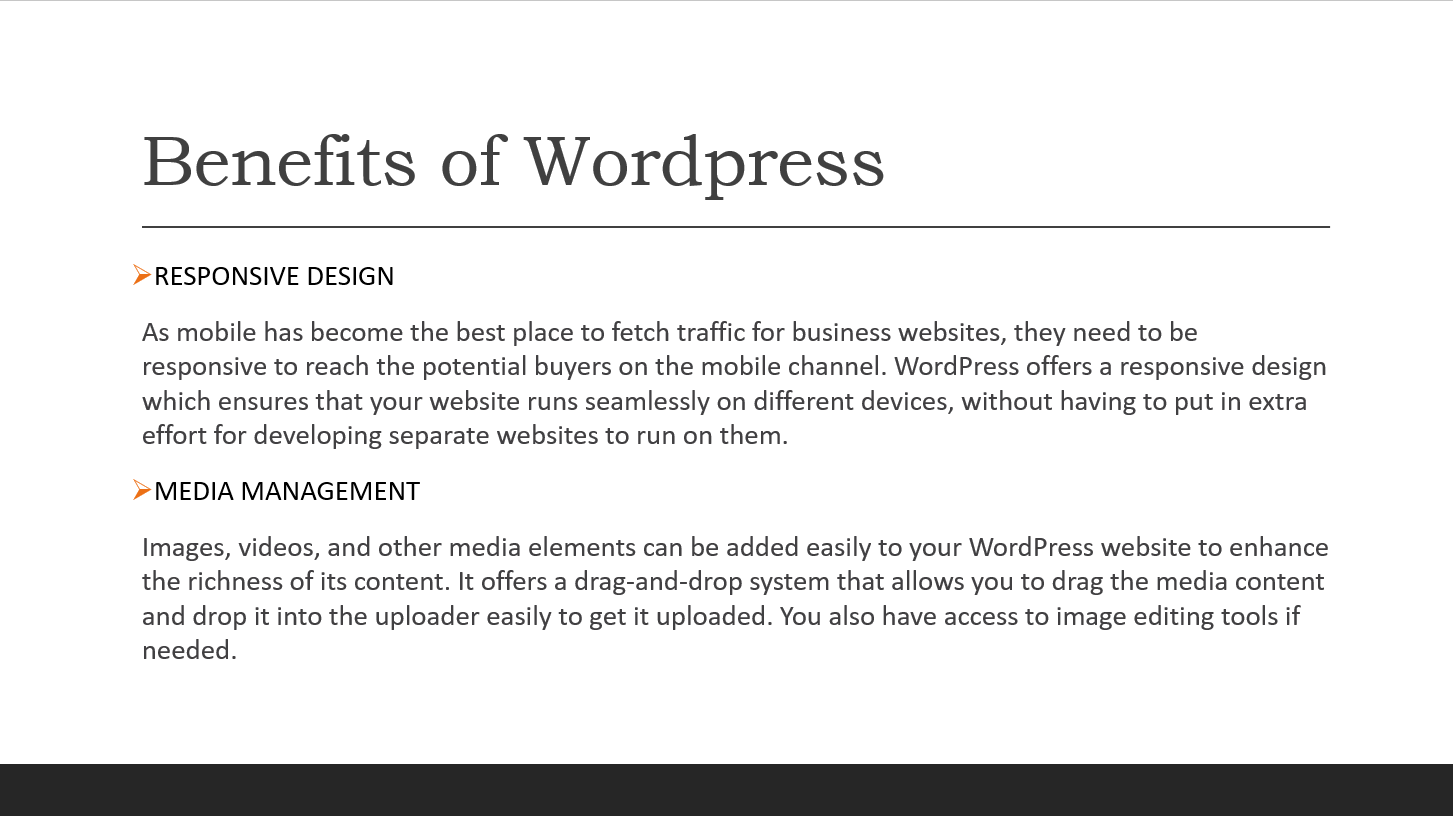 Benefits of Wordpress
RESPONSIVE DESIGN
As mobile has become the best place to fetch traffic for business websites, they need to be
responsive to reach the potential buyers on the mobile channel. WordPress offers a responsive design
which ensures that your website runs seamlessly on different devices, without having to put in extra
effort for developing separate websites to run on them.
MEDIA MANAGEMENT
Images, videos, and other media elements can be added easily to your WordPress website to enhance
the richness of its content. It offers a drag-and-drop system that allows you to drag the media content
and drop it into the uploader easily to get it uploaded. You also have access to image editing tools if
needed.